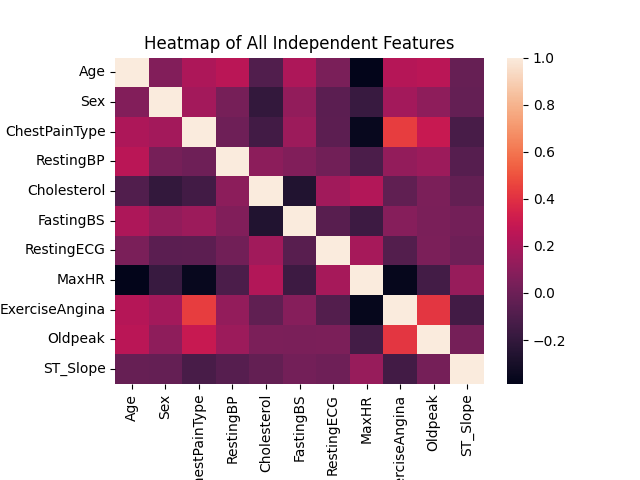 Heatmap of All Independent Features
Age
Sex
ChestPainType
RestingBP
Cholesterol
FastingBS
RestingECG
MaxHR
ExerciseAngina
Oldpeak
ST_Slope
Age
Sex
hestPainType
RestingBP
Cholesterol
FastingBS
RestingECG
MaxHR
erciseAngina
Oldpeak
ST_Slope
1.0
0.8
0.6
0.4
0.2
0.0
−0.2